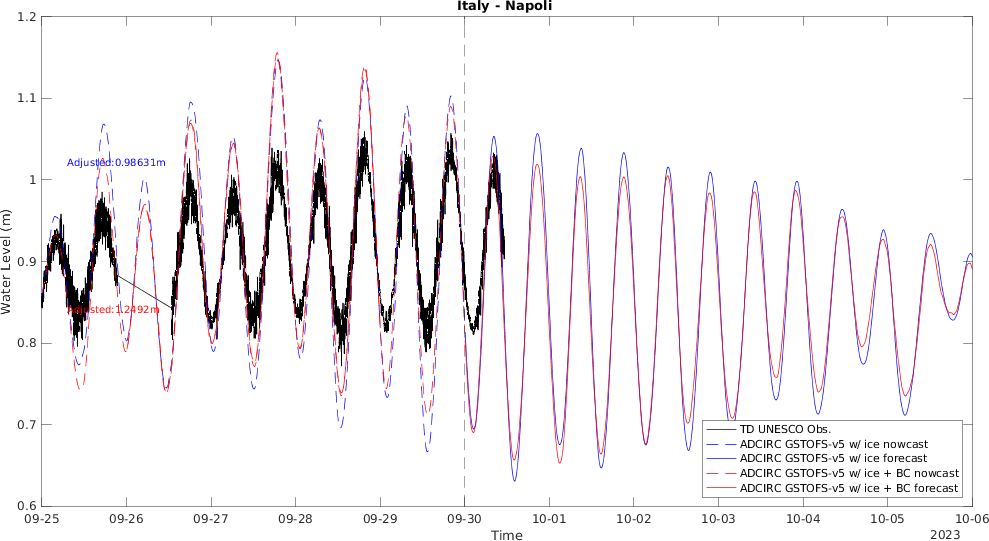 Italy - Napoli
1.2
1.1
1
0.9
0.8
0.7
0.6
Water Level (m)
Adjusted:0.98631m
Adjusted:1.2492m
TD UNESCO Obs.
ADCIRC GSTOFS-v5 w/ ice nowcast
ADCIRC GSTOFS-v5 w/ ice forecast
ADCIRC GSTOFS-v5 w/ ice + BC nowcast
ADCIRC GSTOFS-v5 w/ ice + BC forecast
09-25 09-26 09-27 09-28 09-29 09-30 10-01 10-02 10-03 10-04 10-05 10-06
Time
2023